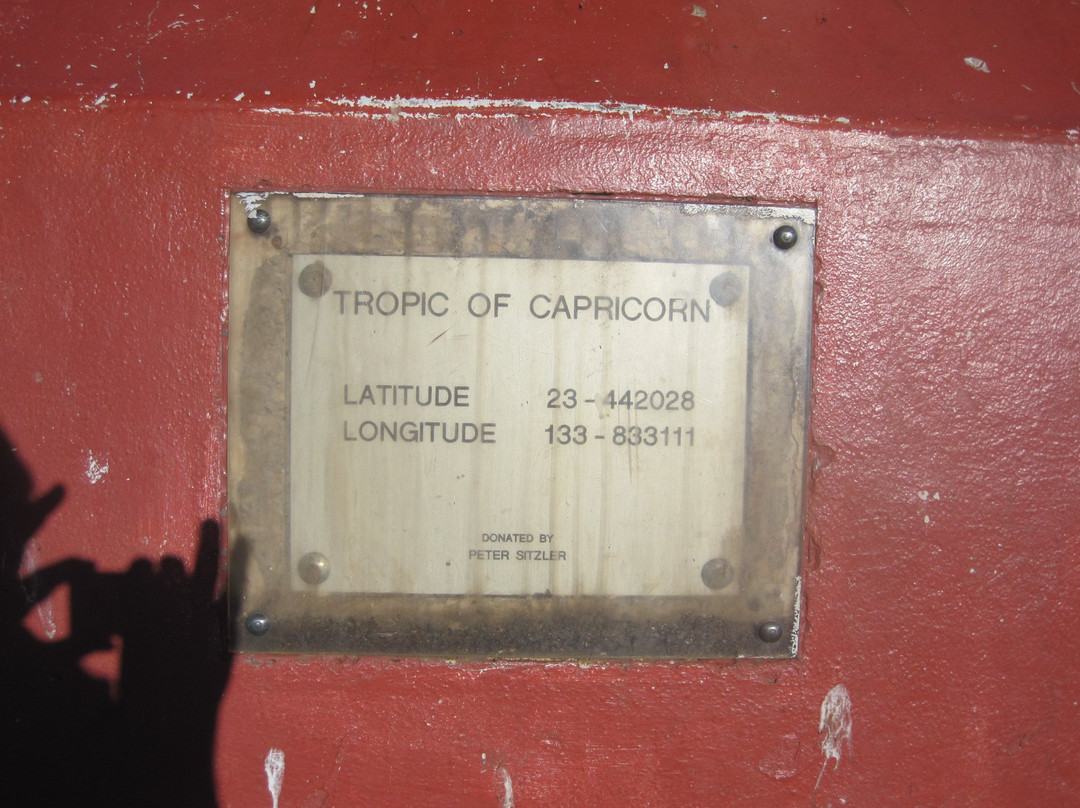 TROPIC OF CAPRICORN
LATITUDE 23-442028
LONGITUDE 133-833111
DONATED BY
PETER SITZLER